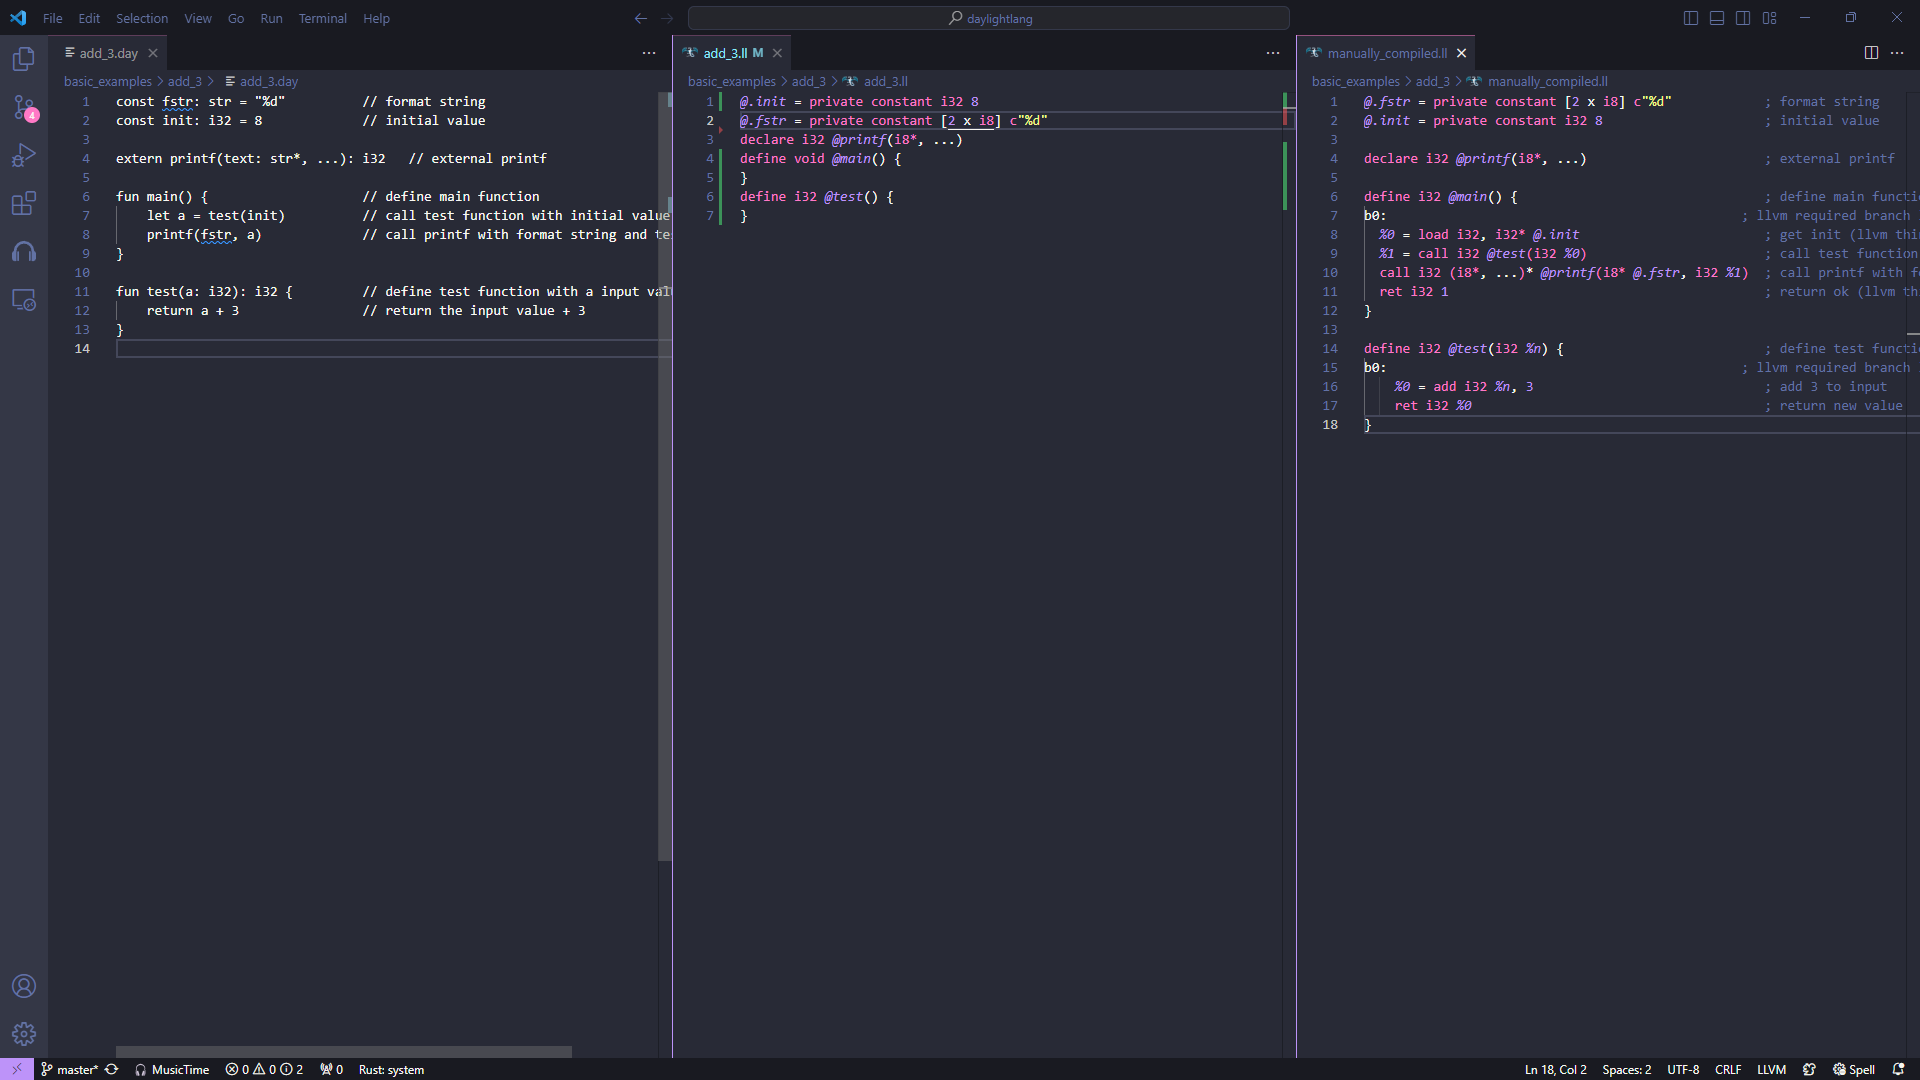 File Edit Selection View Go Run Terminal Help
daylightlang
add_3.day
basic_examples > add_3 > add_3.day
1 const fstr: str = "%d" // format string
2 const init: i32 = 8 // initial value
3
4 extern printf(text: str*, ...): i32 // external printf
5
6 fun main() { // define main function
7 let a = test(init) // call test function with initial value
8 printf(fstr, a) // call printf with format string and te
9 }
10
11 fun test(a: i32): i32 { // define test function with a input val
12 return a + 3 // return the input value + 3
13 }
14
add_3.ll M
basic_examples > add_3 > add_3.ll
1 @.init = private constant i32 8
2 @.fstr = private constant [2 x i8] c"%d"
3 declare i32 @printf(i8*, ...)
4 define void @main() {
5 }
6 define i32 @test() {
7 }
manually_compiled.ll
basic_examples > add_3 > manually_compiled.ll
1 @.fstr = private constant [2 x i8] c"%d" ; format string
2 @.init = private constant i32 8 ; initial value
3
4 declare i32 @printf(i8*, ...) ; external printf
5
6 define i32 @main() { ; define main functi
7 b0: ; llvm required branch
8 %0 = load i32, i32* @.init ; get init (llvm thi
9 %1 = call i32 @test(i32 %0) ; call test function
10 call i32 (i8*, ...)* @printf(i8* @.fstr, i32 %1) ; call printf with fo
11 ret i32 1 ; return ok (llvm th
12 }
13
14 define i32 @test(i32 %n) { ; define test functi
15 b0: ; llvm required branch
16 %0 = add i32 %n, 3 ; add 3 to input
17 ret i32 %0 ; return new value
18 }
4
master* MusicTime 0 0 2 0 Rust: system
Ln 18, Col 2 Spaces: 2 UTF-8 CRLF LLVM Spell